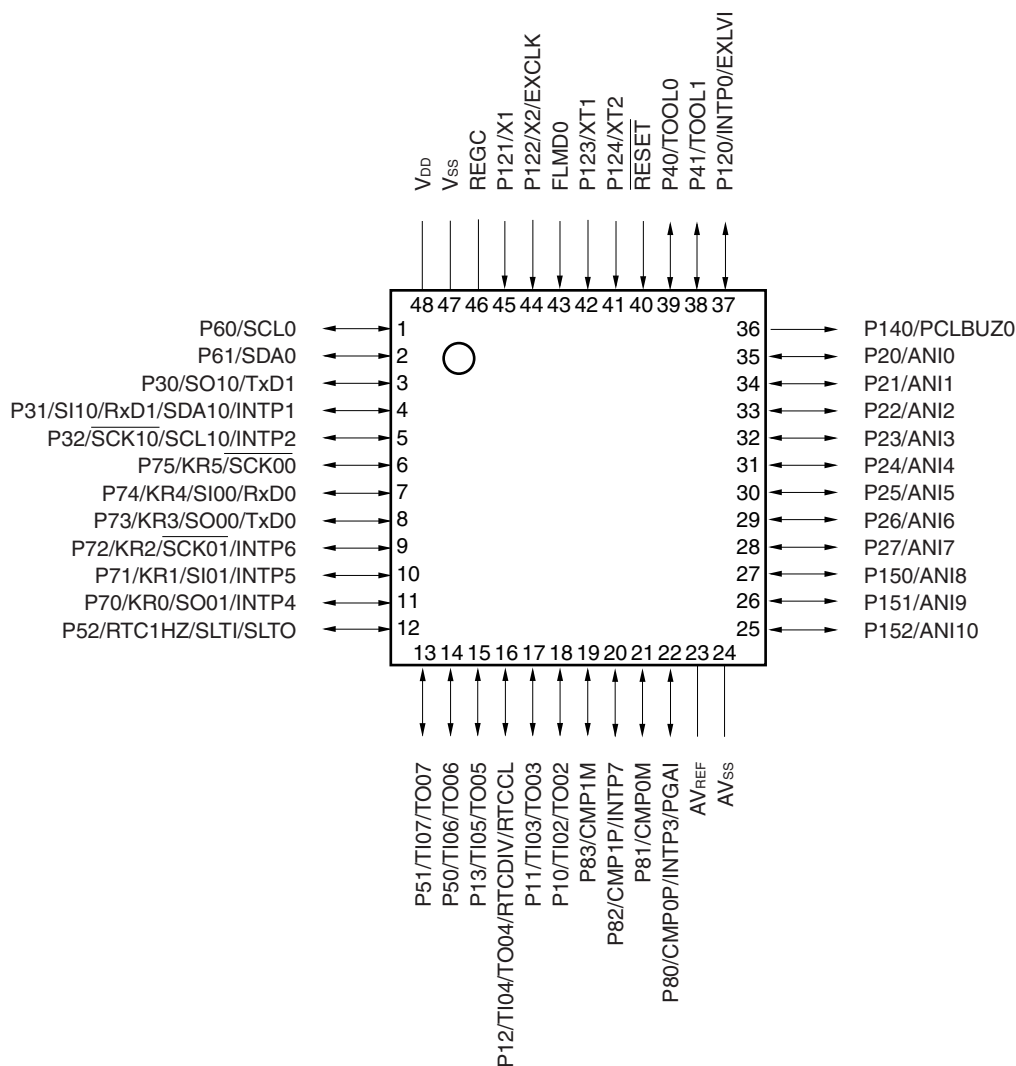 VDD
VSS
REGC
P121/X1
P122/X2/EXCLK
FLMD0
P123/XT1
P124/XT2
RESET
P40/TOOL0
P41/TOOL1
P120/INTP0/EXLVI
48 47 46 45 44 43 42 41 40 39 38 37
P60/SCL0 1
P61/SDA0 2
P30/SO10/TxD1 3
P31/SI10/RxD1/SDA10/INTP1 4
P32/SCK10/SCL10/INTP2 5
P75/KR5/SCK00 6
P74/KR4/SI00/RxD0 7
P73/KR3/SO00/TxD0 8
P72/KR2/SCK01/INTP6 9
P71/KR1/SI01/INTP5 10
P70/KR0/SO01/INTP4 11
P52/RTC1HZ/SLTI/SLTO 12
36 P140/PCLBUZ0
35 P20/ANI0
34 P21/ANI1
33 P22/ANI2
32 P23/ANI3
31 P24/ANI4
30 P25/ANI5
29 P26/ANI6
28 P27/ANI7
27 P150/ANI8
26 P151/ANI9
25 P152/ANI10
13 14 15 16 17 18 19 20 21 22 23 24
P51/TI07/TO07
P50/TI06/TO06
P13/TI05/TO05
P12/TI04/TO04/RTCDIV/RTCCL
P11/TI03/TO03
P10/TI02/TO02
P83/CMP1M
P82/CMP1P/INTP7
P81/CMP0M
P80/CMP0P/INTP3/PGAI
AVREF
AVSS